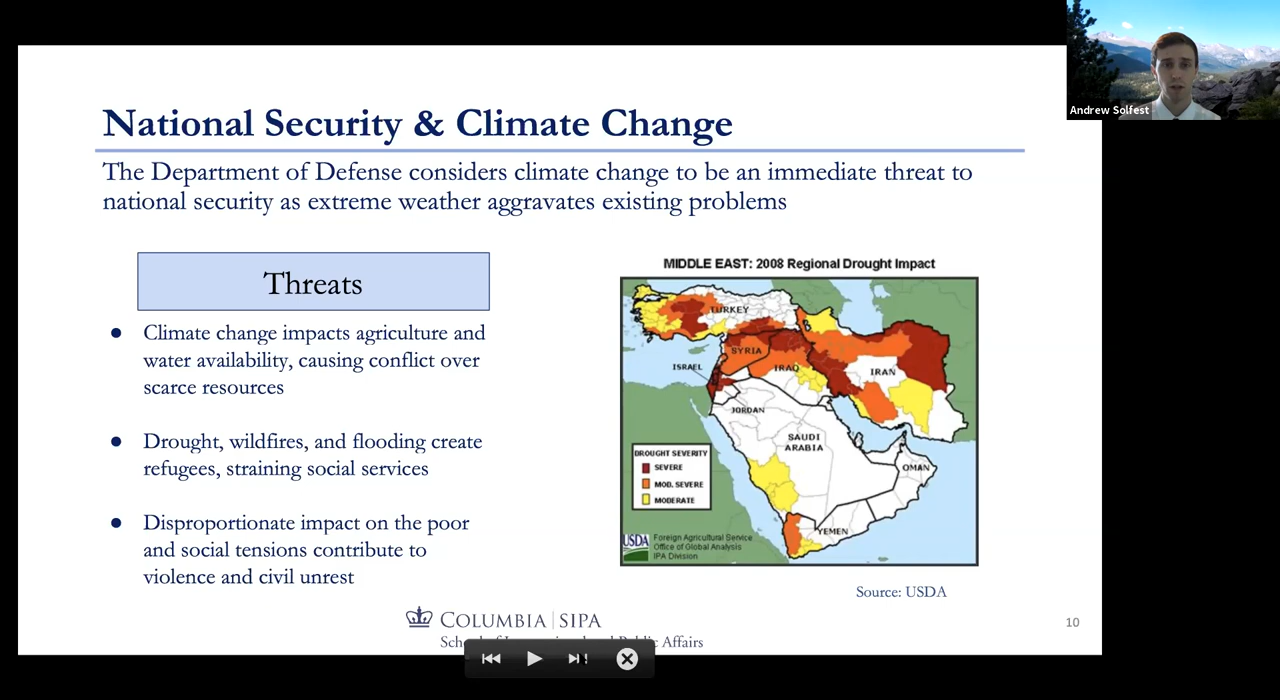 Andrew Solfest
National Security & Climate Change
The Department of Defense considers climate change to be an immediate threat to
national security as extreme weather aggravates existing problems
Threats
● Climate change impacts agriculture and
water availability, causing conflict over
scarce resources
● Drought, wildfires, and flooding create
refugees, straining social services
● Disproportionate impact on the poor
and social tensions contribute to
violence and civil unrest
MIDDLE EAST: 2008 Regional Drought Impact
TURKEY
SYRIA
ISRAEL
IRAQ
IRAN
JORDAN
SAUDI
ARABIA
OMAN
YEMEN
DROUGHT SEVERITY
SEVERE
MOD. SEVERE
MODERATE
USDA
Foreign Agricultural Service
Office of Global Analysis
IPA Division
Source: USDA
COLUMBIA | SIPA
Affairs
10